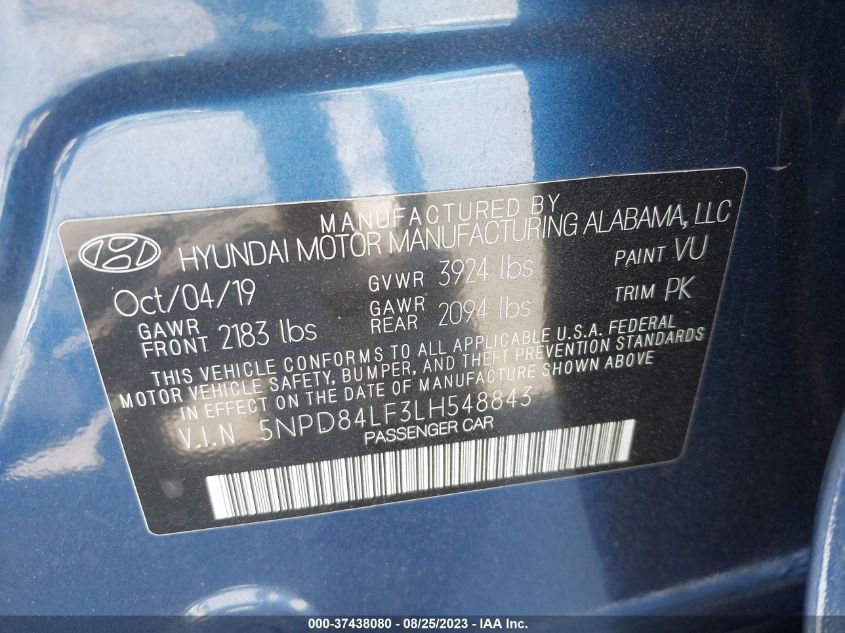 MANUFACTURED BY
HYUNDAI MOTOR MANUFACTURING ALABAMA, LLC
Oct/04/19 GVWR 3924 lbs PAINT VU
GAWR FRONT 2183 lbs GAWR REAR 2094 lbs TRIM PK
THIS VEHICLE CONFORMS TO ALL APPLICABLE U.S.A. FEDERAL
MOTOR VEHICLE SAFETY, BUMPER, AND THEFT PREVENTION STANDARDS
IN EFFECT ON THE DATE OF MANUFACTURE SHOWN ABOVE
V.I.N 5NPD84LF3LH548843
PASSENGER CAR
000-37438080 - 08/25/2023 - IAA Inc.